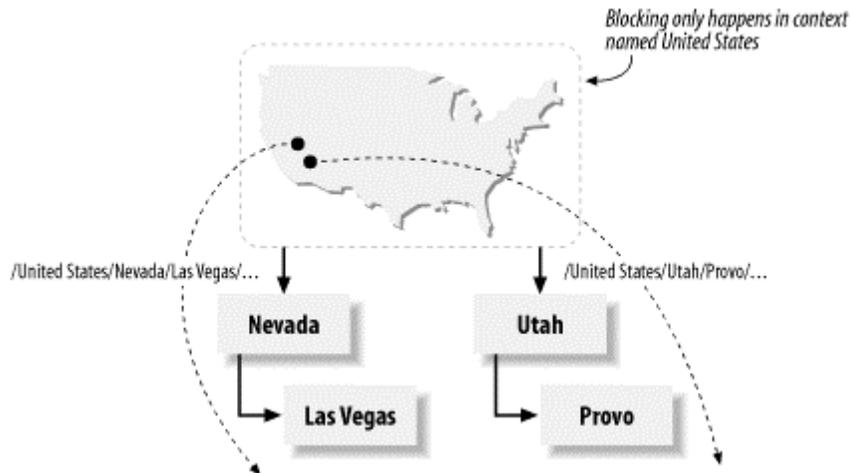 Blocking only happens in context
named United States
/United States/Nevada/Las Vegas/...
/United States/Utah/Provo/...
Nevada
Utah
Las Vegas
Provo